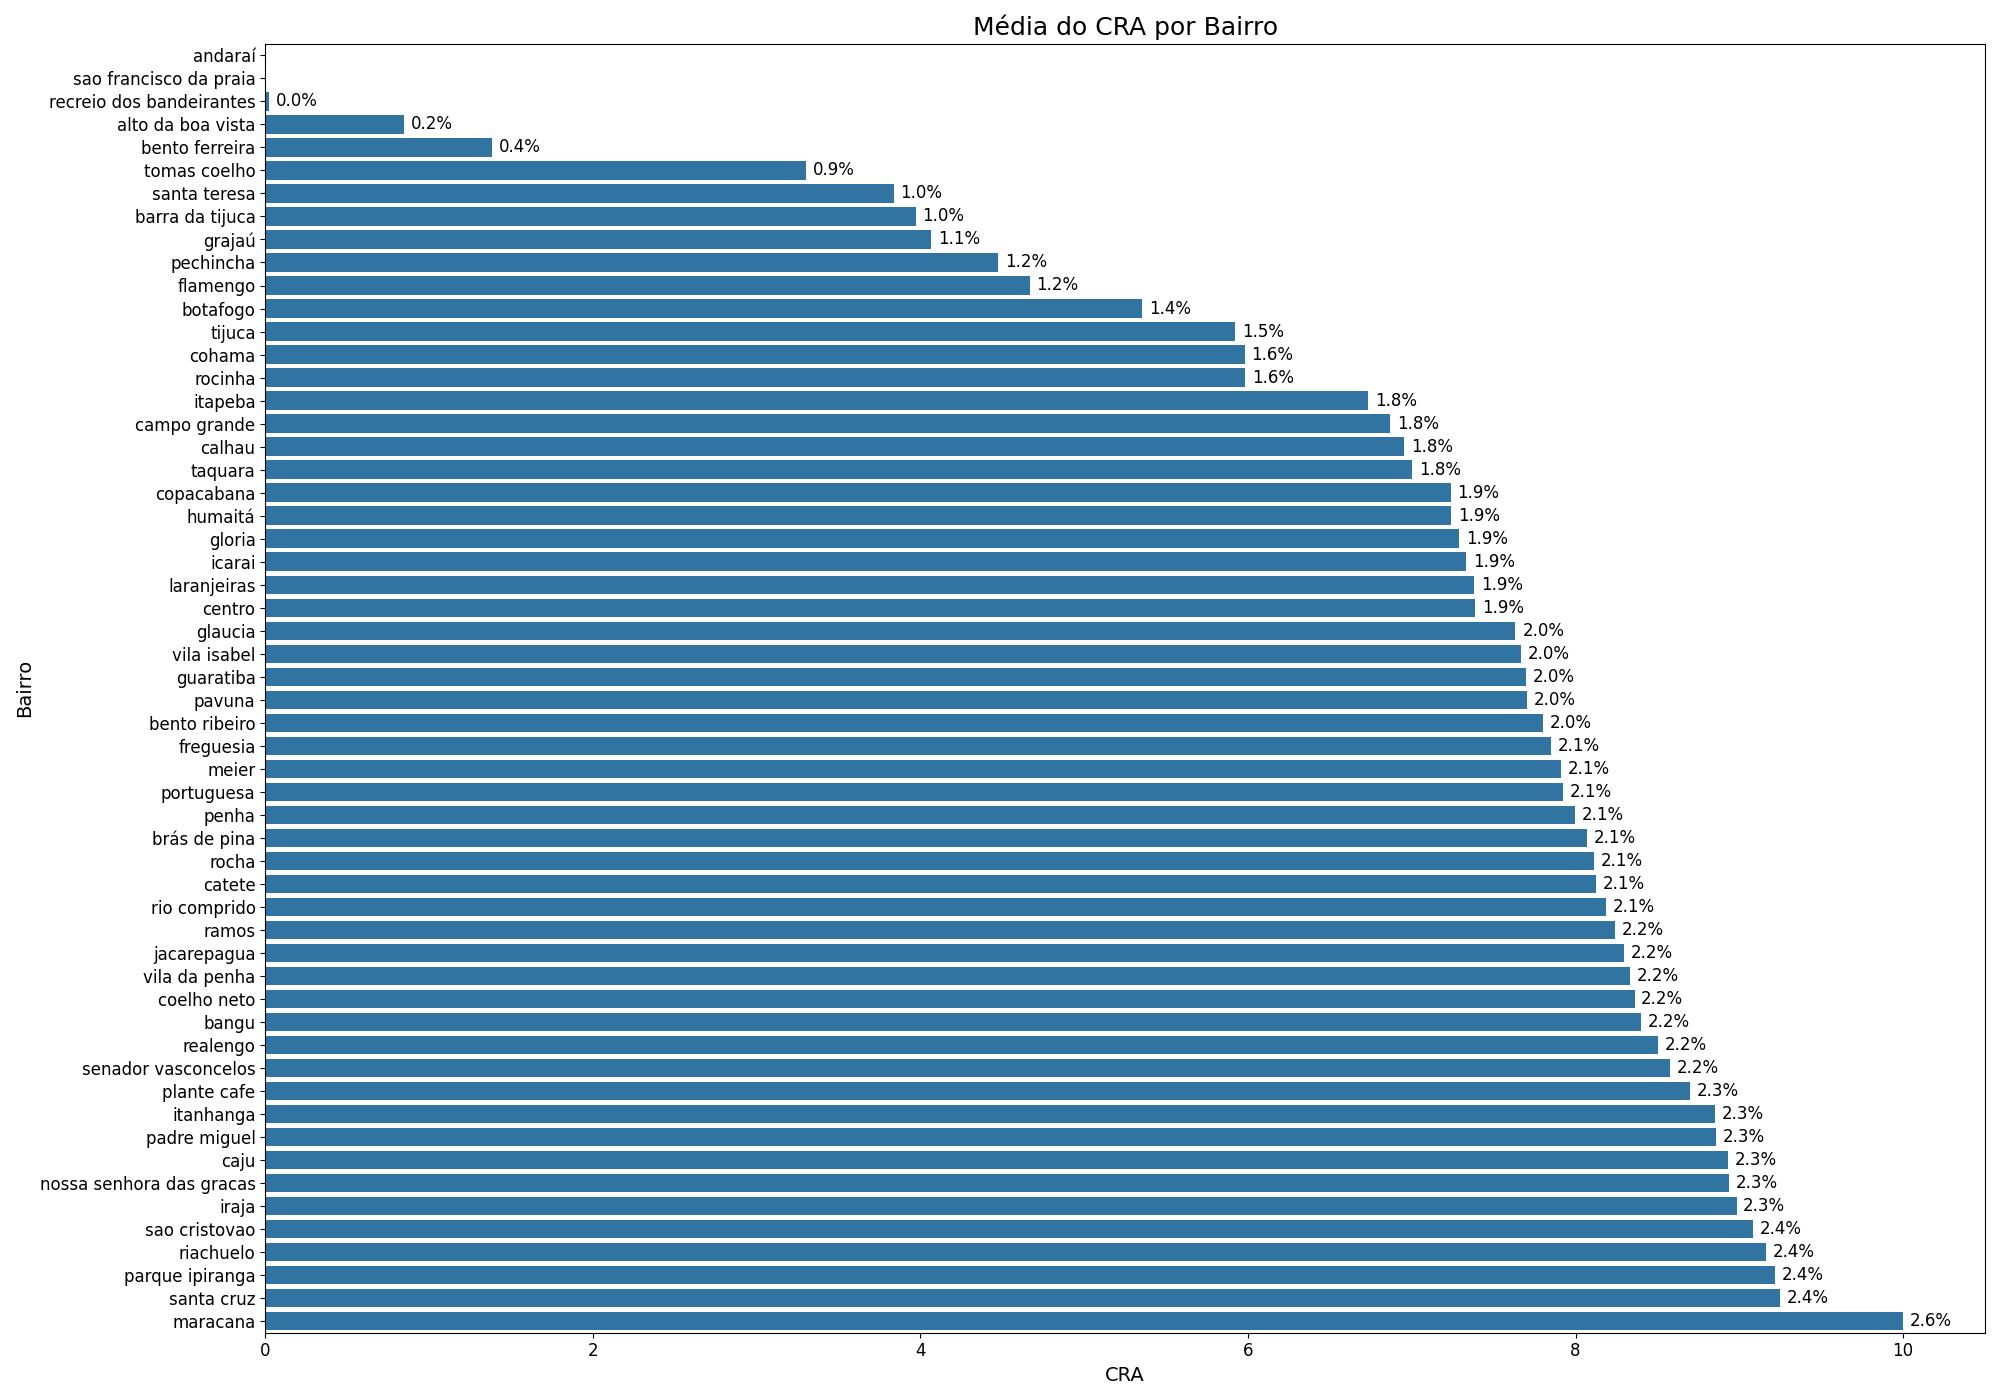 Média do CRA por Bairro
andaraí
sao francisco da praia
recreio dos bandeirantes 0.0%
alto da boa vista 0.2%
bento ferreira 0.4%
tomas coelho 0.9%
santa teresa 1.0%
barra da tijuca 1.0%
grajaú 1.1%
pechincha 1.2%
flamengo 1.2%
botafogo 1.4%
tijuca 1.5%
cohama 1.6%
rocinha 1.6%
itapeba 1.8%
campo grande 1.8%
calhau 1.8%
taquara 1.8%
copacabana 1.9%
humaitá 1.9%
gloria 1.9%
icarai 1.9%
laranjeiras 1.9%
centro 1.9%
glaucia 2.0%
vila isabel 2.0%
guaratiba 2.0%
pavuna 2.0%
bento ribeiro 2.0%
freguesia 2.1%
meier 2.1%
portuguesa 2.1%
penha 2.1%
brás de pina 2.1%
rocha 2.1%
catete 2.1%
rio comprido 2.1%
ramos 2.2%
jacarepagua 2.2%
vila da penha 2.2%
coelho neto 2.2%
bangu 2.2%
realengo 2.2%
senador vasconcelos 2.2%
plante cafe 2.3%
itanhanga 2.3%
padre miguel 2.3%
caju 2.3%
nossa senhora das gracas 2.3%
iraja 2.3%
sao cristovao 2.4%
riachuelo 2.4%
parque ipiranga 2.4%
santa cruz 2.4%
maracana 2.6%
Bairro
0 2 4 6 8 10
CRA